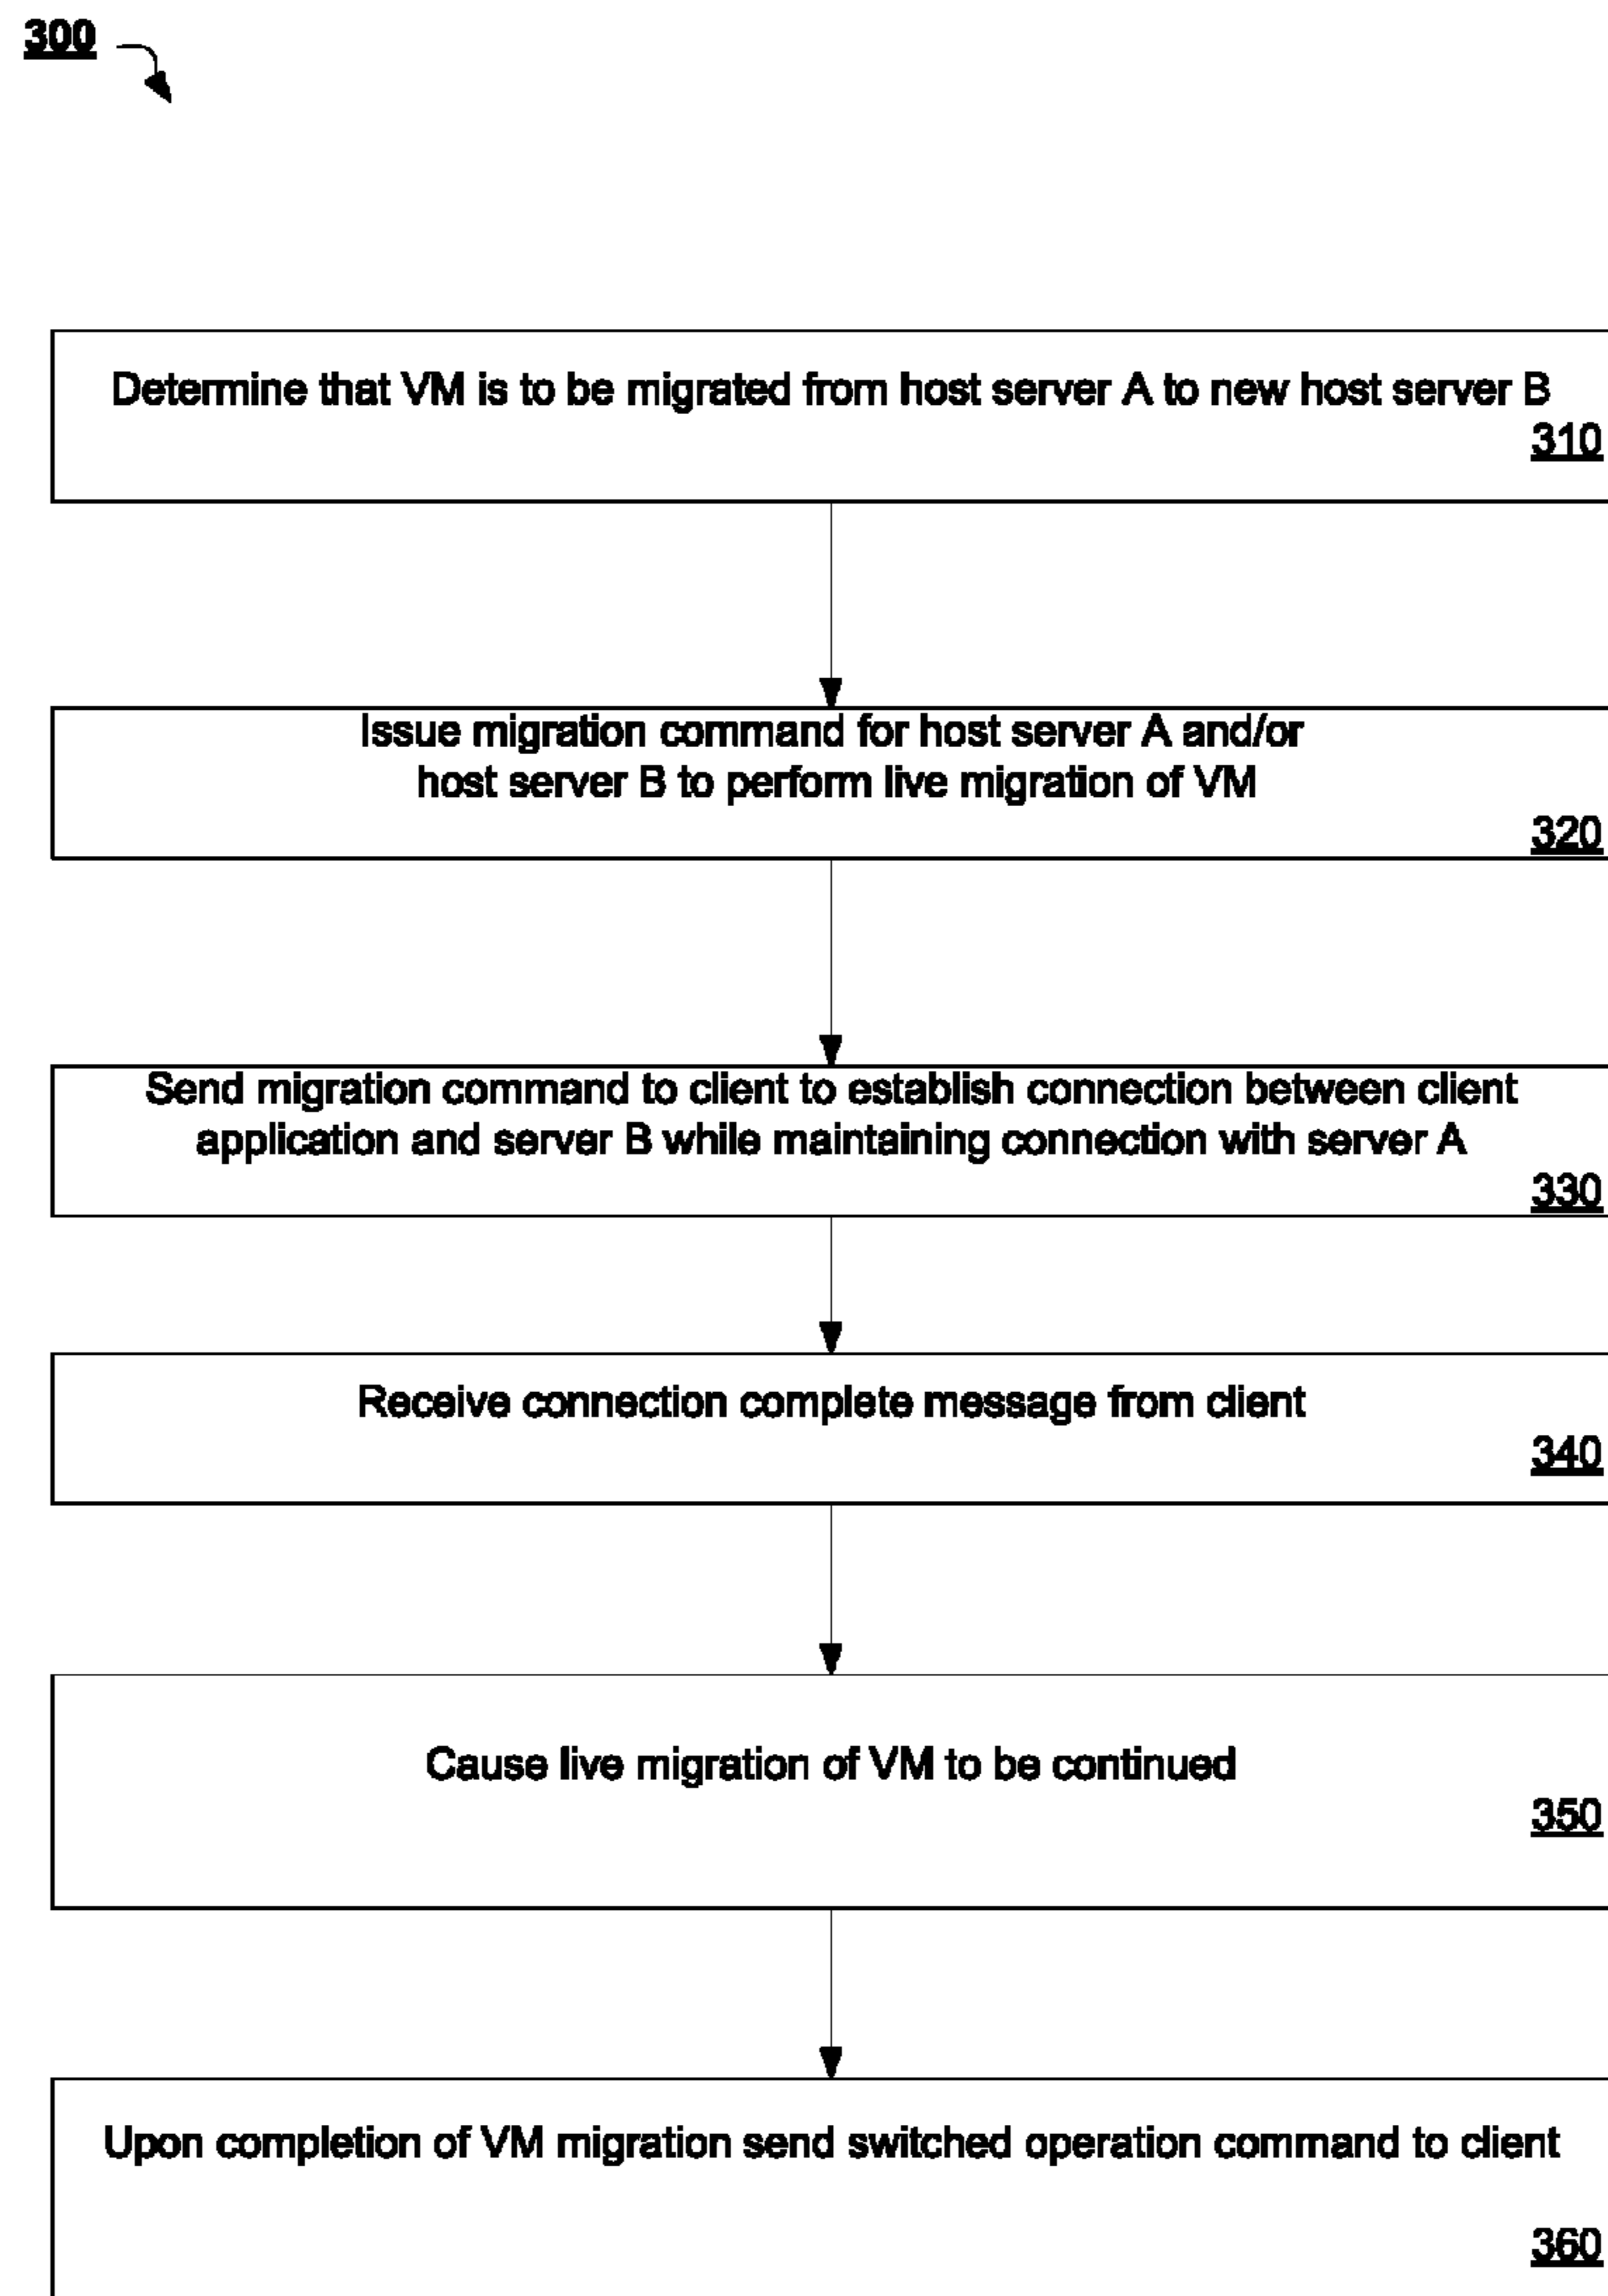 300
Determine that VM is to be migrated from host server A to new host server B
310
Issue migration command for host server A and/or
host server B to perform live migration of VM
320
Send migration command to client to establish connection between client
application and server B while maintaining connection with server A
330
Receive connection complete message from client
340
Cause live migration of VM to be continued
350
Upon completion of VM migration send switched operation command to client
360